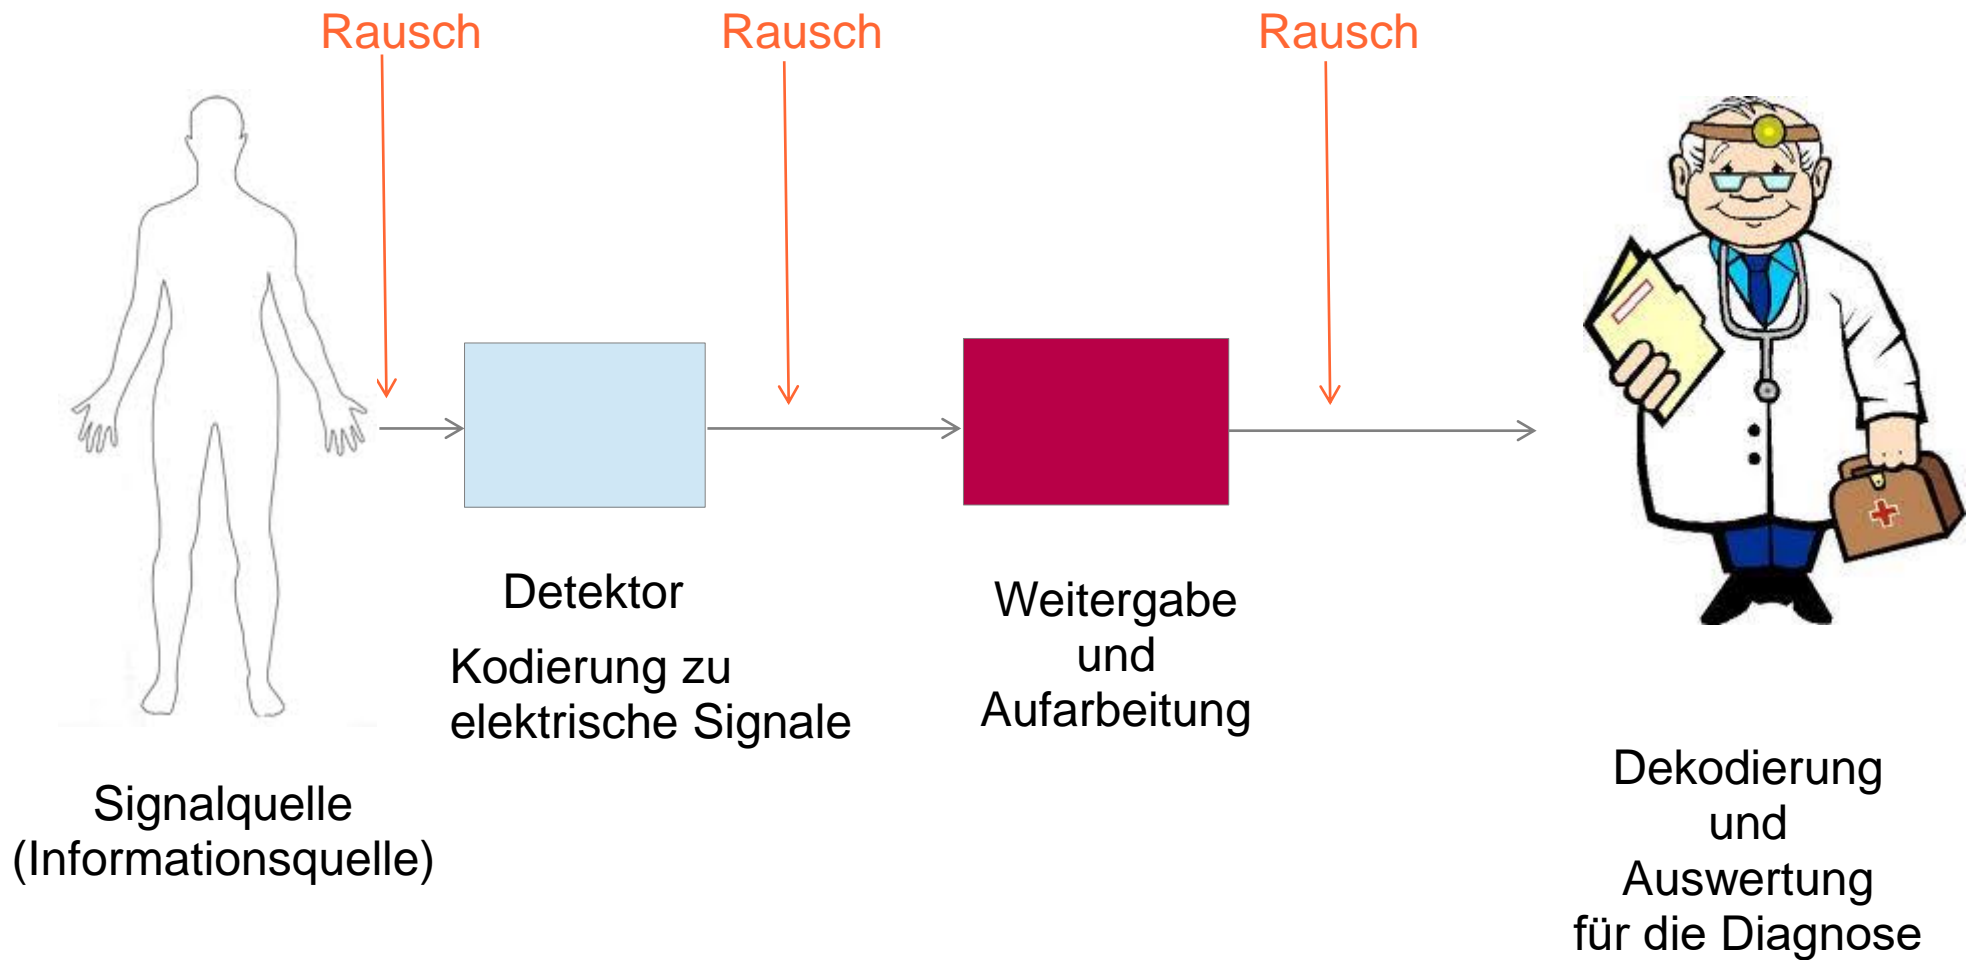 Rausch
Rausch
Rausch
Detektor
Kodierung zu
elektrische Signale
Weitergabe
und
Aufarbeitung
Signalquelle
(Informationsquelle)
Dekodierung
und
Auswertung
für die Diagnose